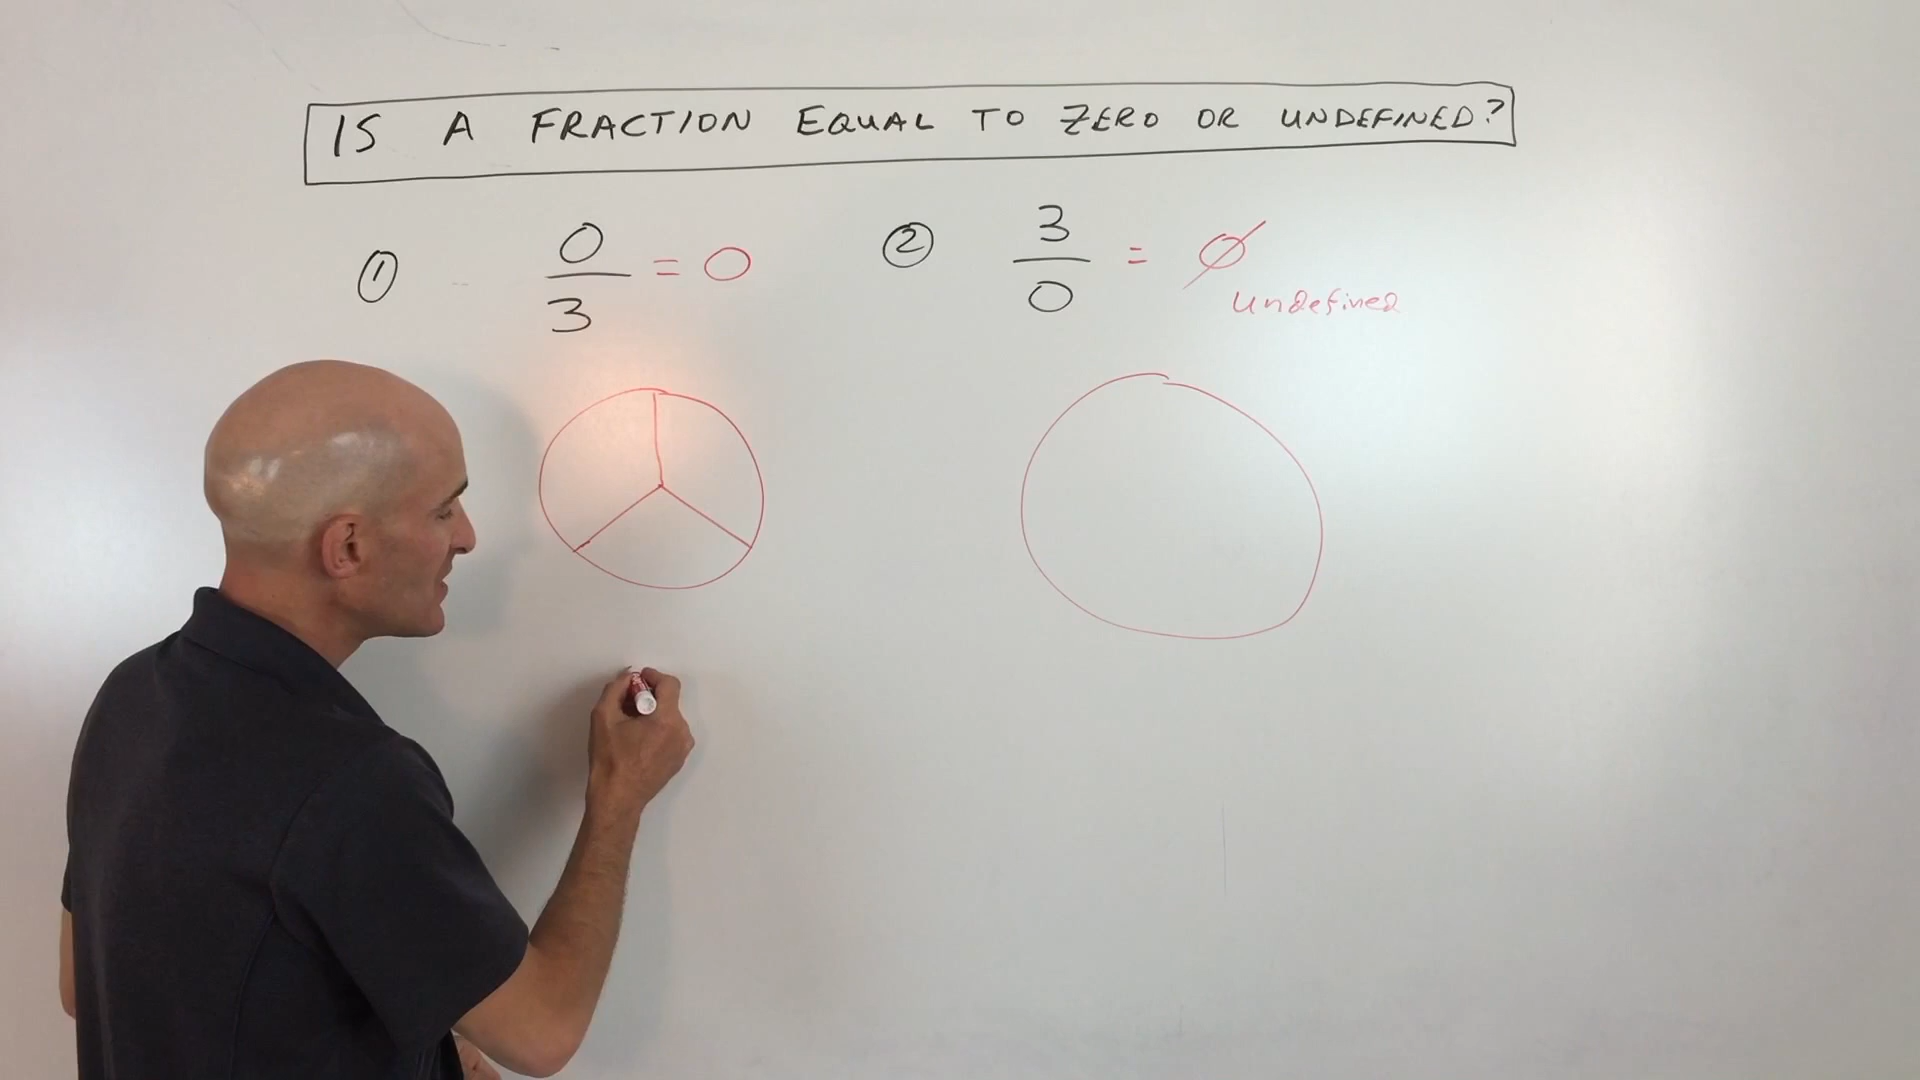 IS A FRACTION EQUAL TO ZERO OR UNDEFINED?
① 0/3 = 0
② 3/0 = ∅
undefined